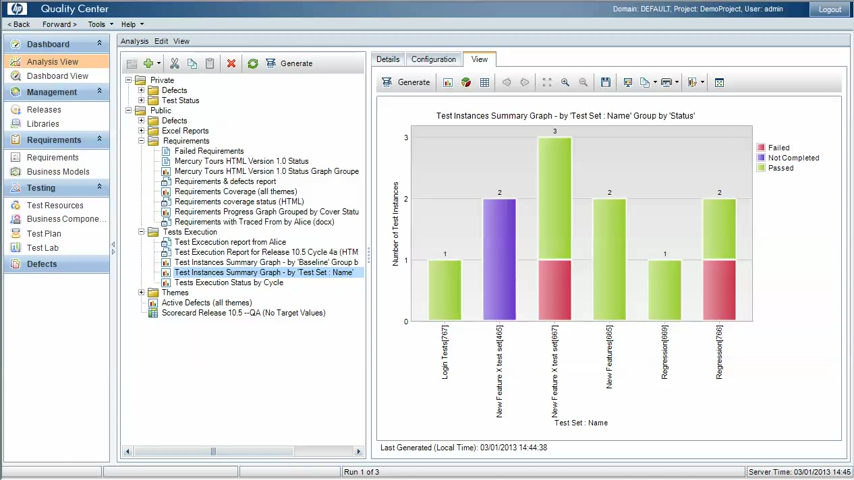 hp Quality Center
Domain: DEFAULT, Project: DemoProject, User: admin
Logout
< Back Forward > Tools Help
Dashboard
Analysis View
Dashboard View
Management
Releases
Libraries
Requirements
Requirements
Business Models
Testing
Test Resources
Business Compone...
Test Plan
Test Lab
Defects
Analysis Edit View
Generate
Private
Defects
Test Status
Public
Defects
Excel Reports
Requirements
Failed Requirements
Mercury Tours HTML Version 1.0 Status
Mercury Tours HTML Version 1.0 Status Graph Groupe
Requirements & defects report
Requirements Coverage (all themes)
Requirements coverage status (HTML)
Requirements Progress Graph Grouped by Cover Statu
Requirements with Traced From by Alice (docx)
Tests Execution
Test Excecution report from Alice
Test Execution Report for Release 10.5 Cycle 4a (HTM
Test Instances Summary Graph - by 'Baseline' Group b
Test Instances Summary Graph - by 'Test Set : Name'
Tests Execution Status by Cycle
Themes
Active Defects (all themes)
Scorecard Release 10.5 --QA (No Target Values)
Details Configuration View
Generate
Test Instances Summary Graph - by 'Test Set : Name' Group by 'Status'
Number of Test Instances
3
2
1
0
1
2
3
2
1
2
Failed
Not Completed
Passed
Login Tests[767]
New Feature X test set[465]
New Feature X test set[667]
New Features[665]
Regression[669]
Regression[768]
Test Set : Name
Last Generated (Local Time): 03/01/2013 14:44:38
Run 1 of 3
Server Time: 03/01/2013 14:46